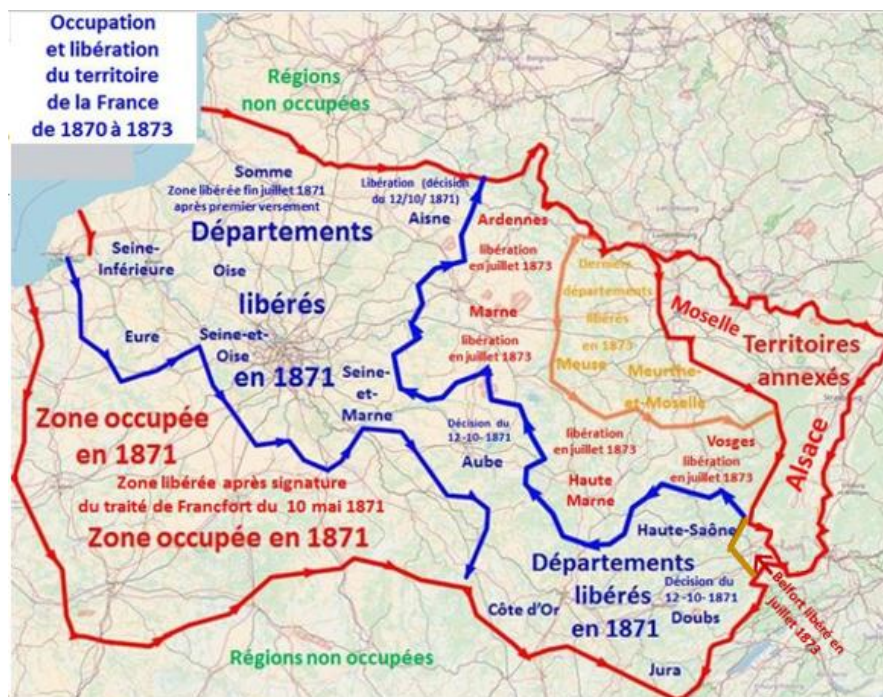 Occupation
et libération
du territoire
de la France
de 1870 à 1873
Régions
non occupées
Somme
Zone libérée fin juillet 1871
après premier versement
Libération (décision
du 12/10/ 1871)
Aisne
Ardennes
libération
en juillet 1873
Départements
libérés
en 1871
Seine-
Inférieure
Oise
Eure
Seine-et-
Oise
Seine-
et-
Marne
Marne
libération
en juillet 1873
Derniers
départements
libérés
en 1873
Meuse
Meurthe-
et-Moselle
Moselle
Territoires
annexés
Alsace
Zone occupée
en 1871
Zone libérée après signature
du traité de Francfort du 10 mai 1871
Zone occupée en 1871
Décision du
12 -10- 1871
Aube
libération
en juillet 1873
Haute
Marne
Vosges
libération
en juillet 1873
Haute-Saône
Départements
libérés
en 1871
Décision du
12-10- 1871
Doubs
Côte d'Or
Jura
Belfort libéré en
juillet 1873
Régions non occupées